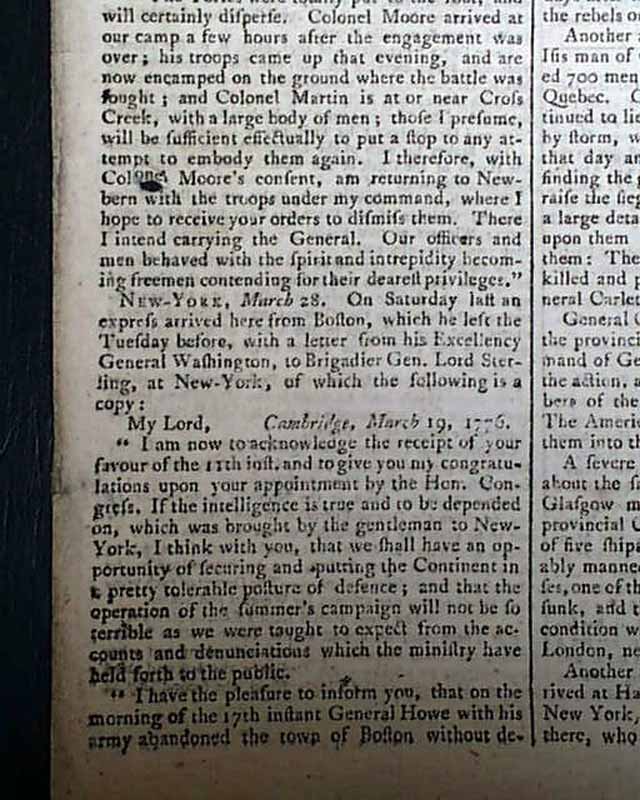 will certainly diſperſe. Colonel Moore arrived at
our camp a few hours after the engagement was
over; his troops came up that evening, and are
now encamped on the ground where the battle was
fought; and Colonel Martin is at or near Croſs
Creek, with a large body of men; thoſe I preſume,
will be ſufficient effectually to put a ſtop to any at-
tempt to embody them again. I therefore, with
Colonel Moore's conſent, am returning to New-
bern with the troops under my command, where I
hope to receive your orders to diſmiſs them. There
I intend carrying the General. Our officers and
men behaved with the ſpirit and intrepidity becom-
ing freemen contending for their deareſt privileges."
NEW-YORK, March 28. On Saturday laſt an
expreſs arrived here from Boſton, which he left the
Tueſday before, with a letter from his Excellency
General Waſhington, to Brigadier Gen. Lord Ster-
ling, at New-York, of which the following is a
copy:
My Lord, Cambridge, March 19, 1776.
" I am now to acknowledge the receipt of your
favour of the 11th inſt. and to give you my congratu-
lations upon your appointment by the Hon. Con-
greſs. If the intelligence is true and to be depended
on, which was brought by the gentleman to New-
York, I think with you, that we ſhall have an op-
portunity of ſecuring and putting the Continent in
a pretty tolerable poſture of defence; and that the
operation of the ſummer's campaign will not be ſo
terrible as we were taught to expect from the ac-
counts and denunciations which the miniſtry have
held forth to the public.
" I have the pleaſure to inform you, that on the
morning of the 17th inſtant General Howe with his
army abandoned the town of Boſton without de-
the rebels o
Another
Iſis man of
ed 700 men
Quebec.
tinued to li
by ſtorm, w
that day an
finding the
raiſe the ſieg
a large deta
upon them
them: The
killed and p
neral Carle
General
the provinci
mand of Ge
the action, a
bers of the
The Americ
them into t
A ſevere
about the ſ
Glaſgow m
provincial C
of five ſhip
ably manne
ſes, one of th
ſunk, and t
condition w
London, ne
Another
rived at Ha
New York,
there, who